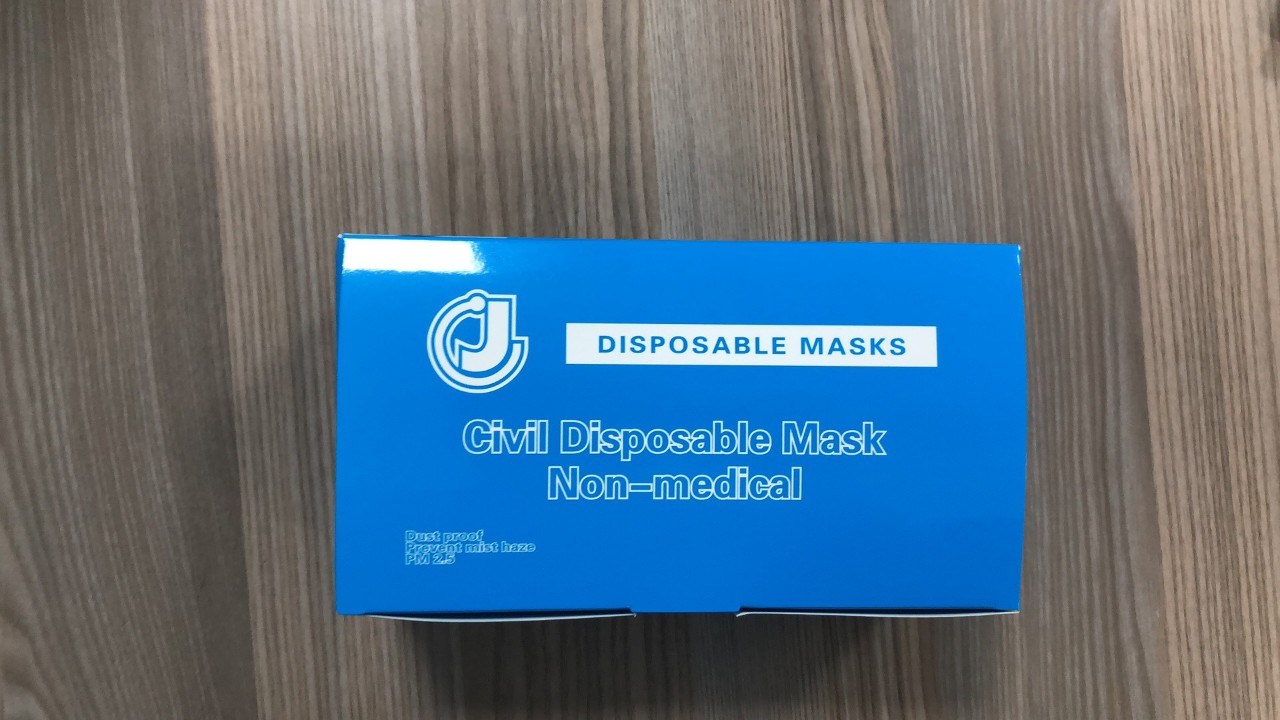 DISPOSABLE MASKS
Civil Disposable Mask
Non-medical
Dust proof
Prevent mist haze
PM 2.5